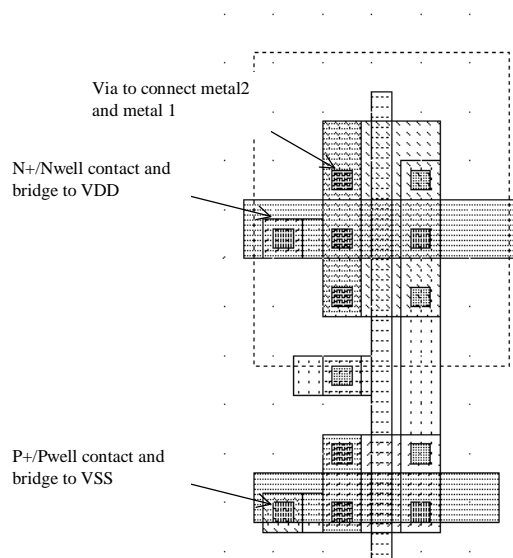 Via to connect metal2
and metal 1
N+/Nwell contact and
bridge to VDD
P+/Pwell contact and
bridge to VSS